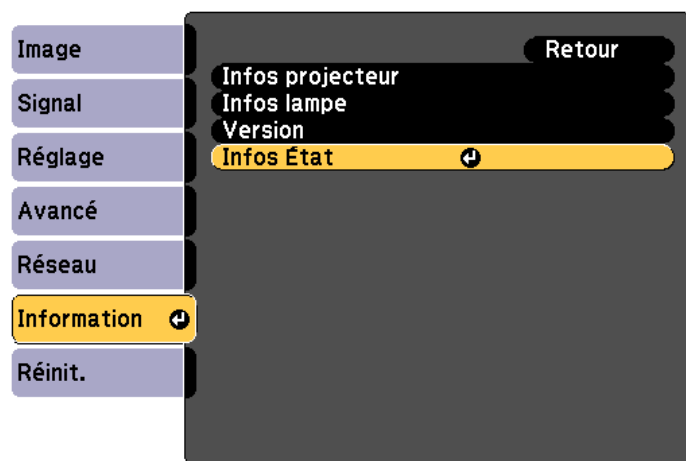 Image
Signal
Réglage
Avancé
Réseau
Information
Réinit.
Retour
Infos projecteur
Infos lampe
Version
Infos État